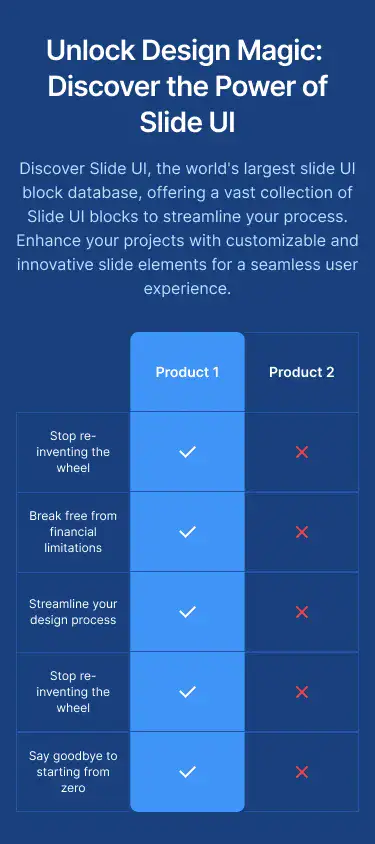 Unlock Design Magic:
Discover the Power of
Slide UI
Discover Slide UI, the world's largest slide UI
block database, offering a vast collection of
Slide UI blocks to streamline your process.
Enhance your projects with customizable and
innovative slide elements for a seamless user
experience.
Product 1
Product 2
Stop re-
inventing the
wheel
Break free from
financial
limitations
Streamline your
design process
Stop re-
inventing the
wheel
Say goodbye to
starting from
zero